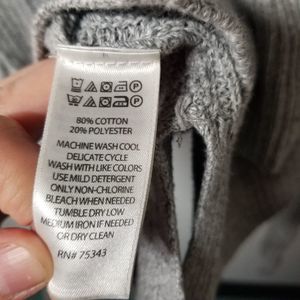 80% COTTON
20% POLYESTER
MACHINE WASH COOL
DELICATE CYCLE
WASH WITH LIKE COLORS
USE MILD DETERGENT
ONLY NON-CHLORINE
BLEACH WHEN NEEDED
TUMBLE DRY LOW
MEDIUM IRON IF NEEDED
OR DRY CLEAN
RN# 75343